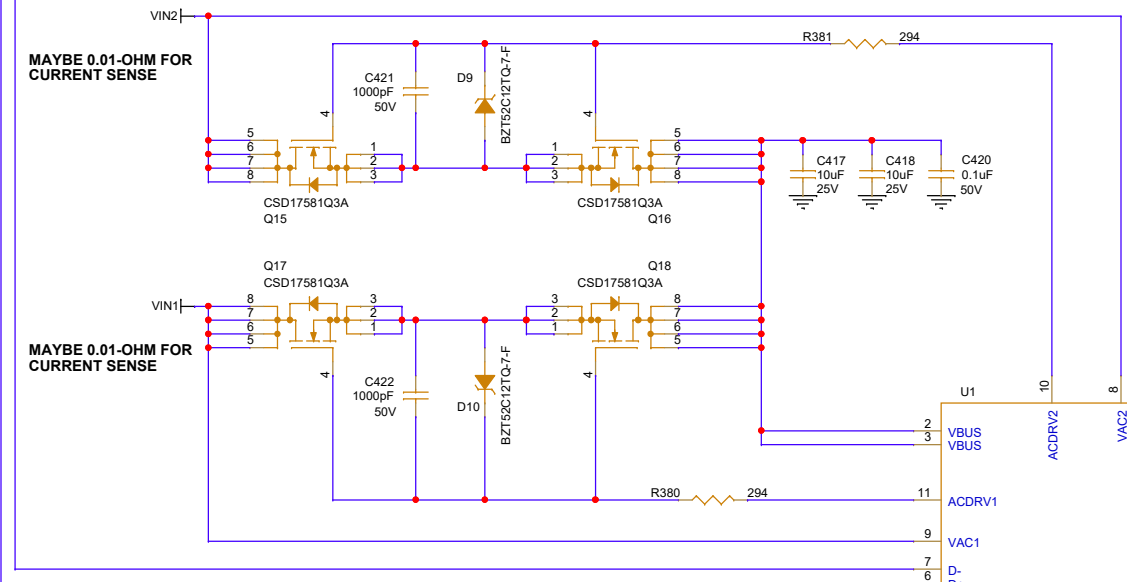 VIN2
R381
294
MAYBE 0.01-OHM FOR
CURRENT SENSE
C421
1000pF
50V
D9
BZT52C12TQ-7-F
4
4
5
6
7
8
1
2
3
1
2
3
5
6
7
8
C417
10uF
25V
C418
10uF
25V
C420
0.1uF
50V
CSD17581Q3A
Q15
CSD17581Q3A
Q16
Q17
CSD17581Q3A
Q18
CSD17581Q3A
VIN1
8
7
6
5
3
2
1
3
2
1
8
7
6
5
MAYBE 0.01-OHM FOR
CURRENT SENSE
4
4
C422
1000pF
50V
D10
BZT52C12TQ-7-F
U1
10
8
ACDRV2
VAC2
2
VBUS
3
VBUS
R380
294
11
ACDRV1
9
VAC1
7
D-
6